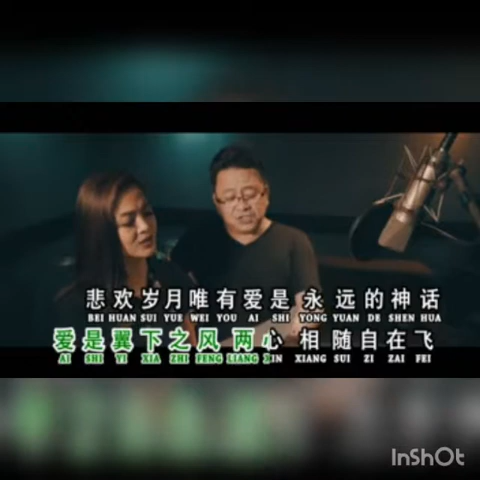 悲欢岁月唯有爱是永远的神话
BEI HUAN SUI YUE WEI YOU AI SHI YONG YUAN DE SHEN HUA
爱是翼下之风两心相随自在飞
AI SHI YI XIA ZHI FENG LIANG XIN XIANG SUI ZI ZAI FEI
InShOt